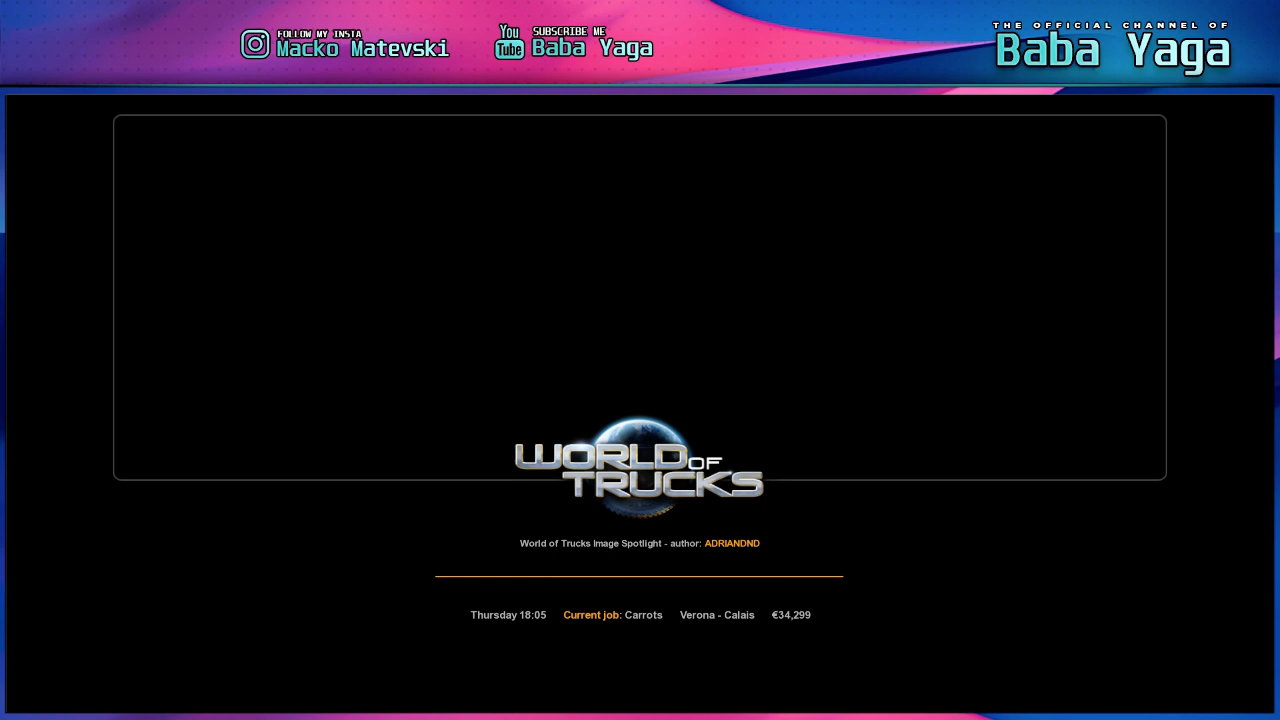 FOLLOW MY INSTA
Macko Matevski
You
Tube
SUBSCRIBE ME
Baba Yaga
THE OFFICIAL CHANNEL OF
Baba Yaga
WORLD OF
TRUCKS
World of Trucks Image Spotlight - author: ADRIANDND
Thursday 18:05 Current job: Carrots Verona - Calais €34,299